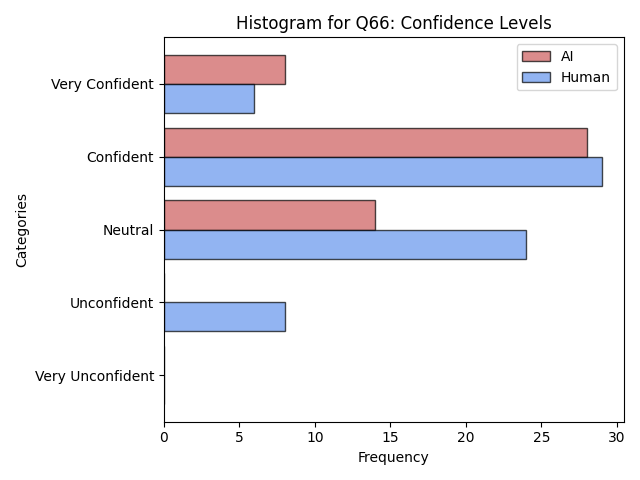 Histogram for Q66: Confidence Levels
AI
Human
Very Confident
Confident
Neutral
Unconfident
Very Unconfident
Categories
0 5 10 15 20 25 30
Frequency